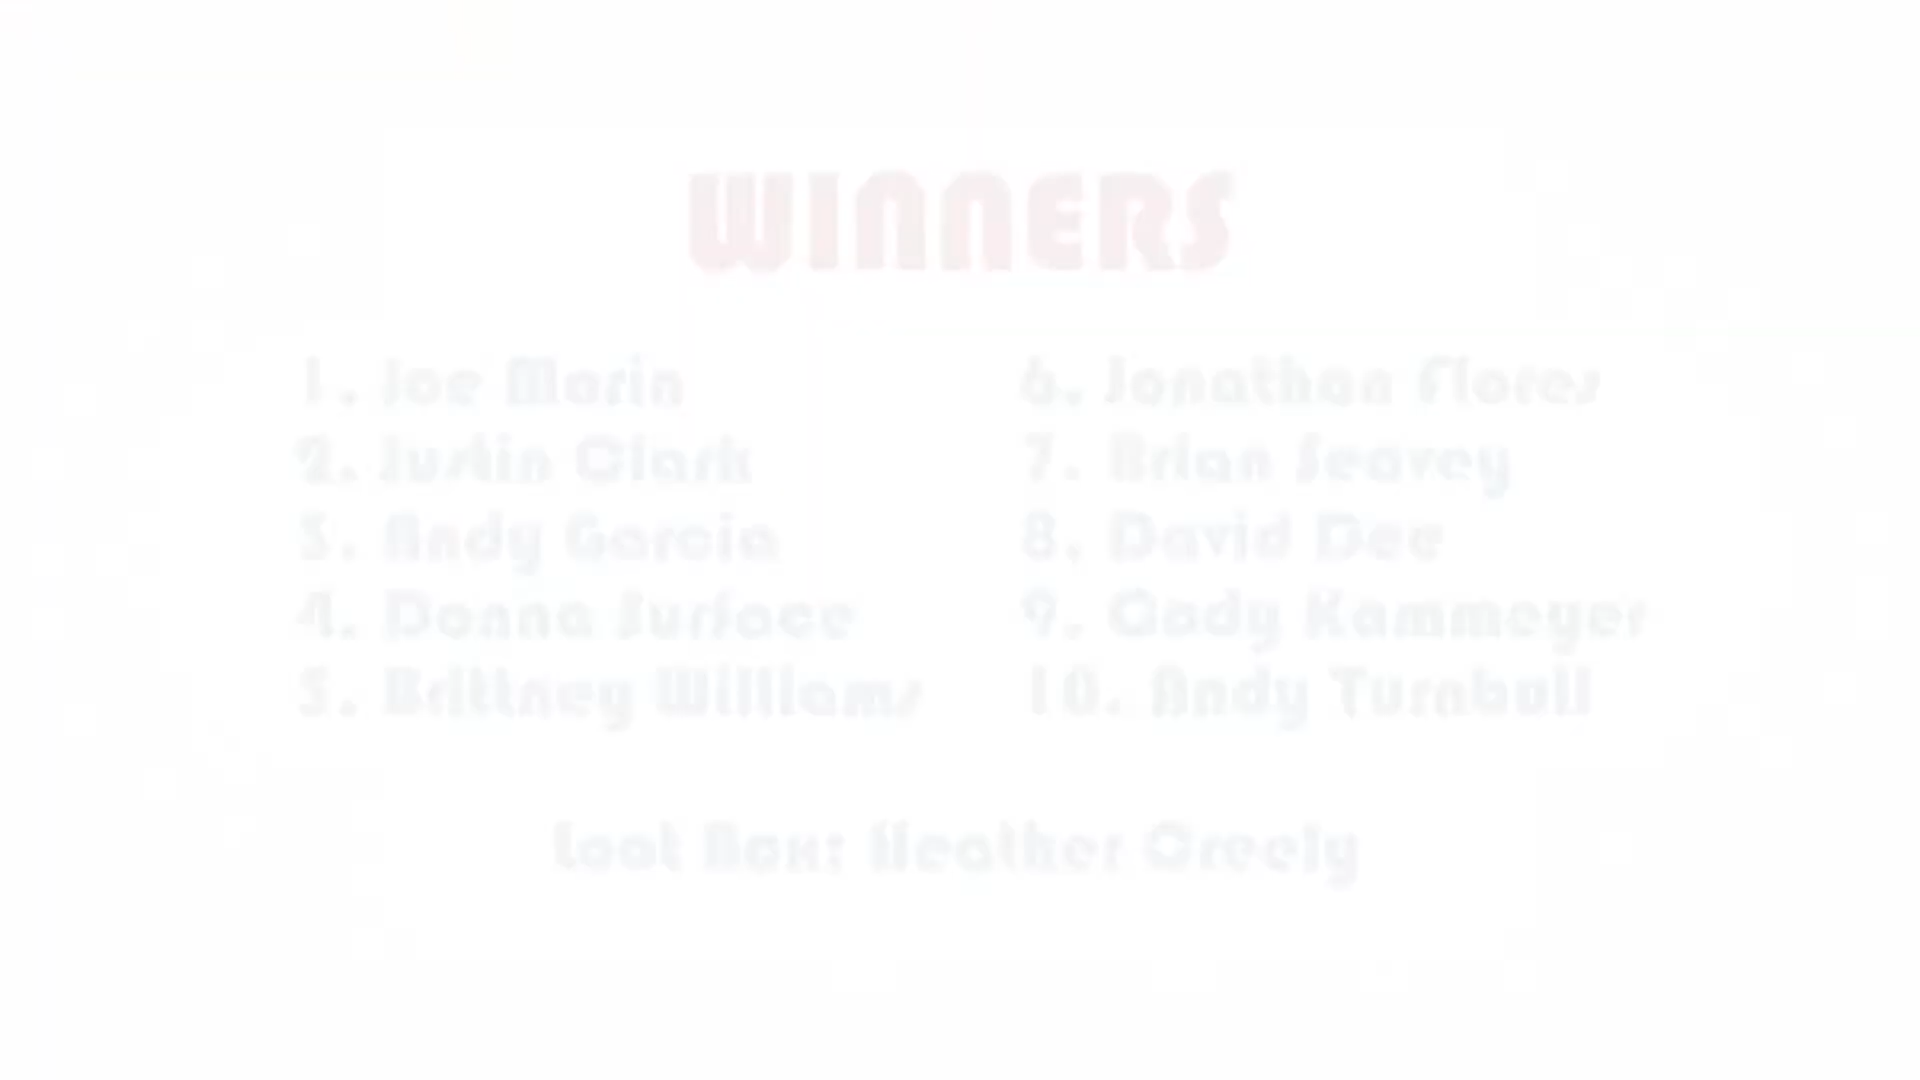 WINNERS
1. Joe Morin
2. Justin Clark
3. Andy Garcia
4. Donna Surface
5. Brittney Williams
6. Jonathan Flores
7. Brian Seavey
8. David Dee
9. Cody Kammeyer
10. Andy Turnbull
Loot Box: Heather Creely